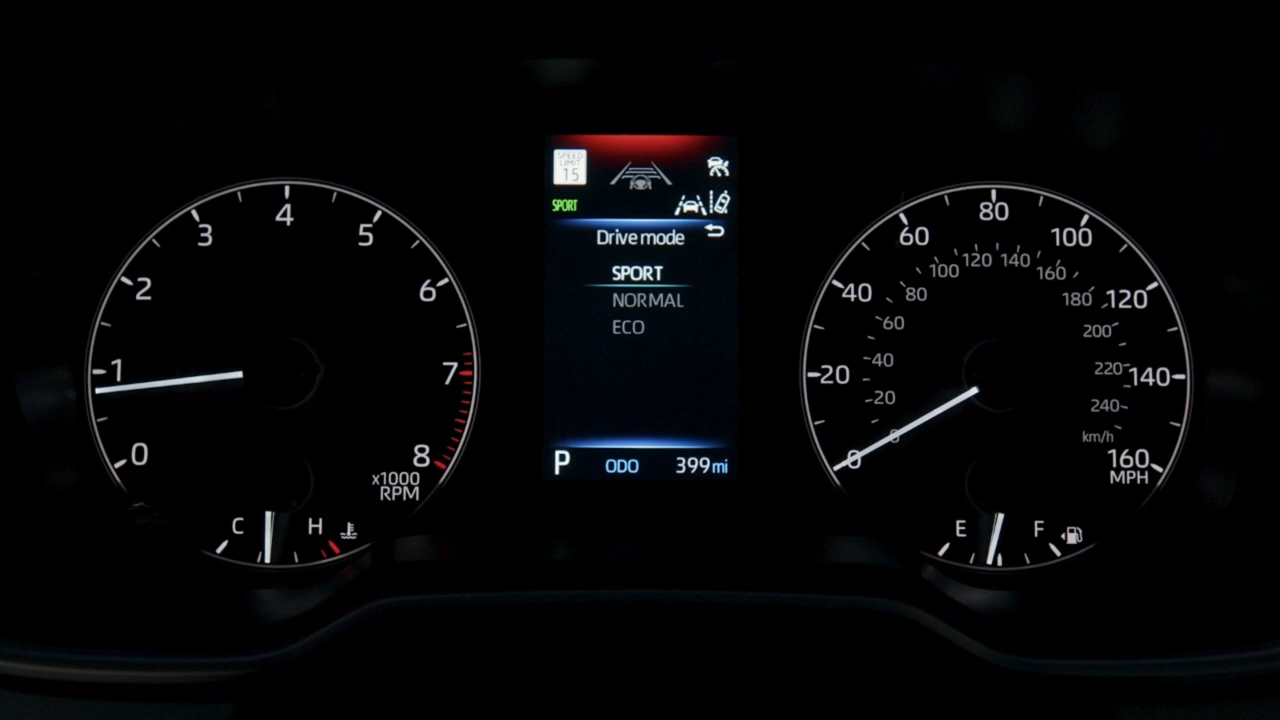 0
1
2
3
4
5
6
7
8
x1000
RPM
C
H
SPEED
LIMIT
15
SPORT
Drive mode
SPORT
NORMAL
ECO
P ODO 399 mi
0
20
40
60
80
100
120
140
160
MPH
0
20
40
60
80
100
120
140
160
180
200
220
240
km/h
E
F